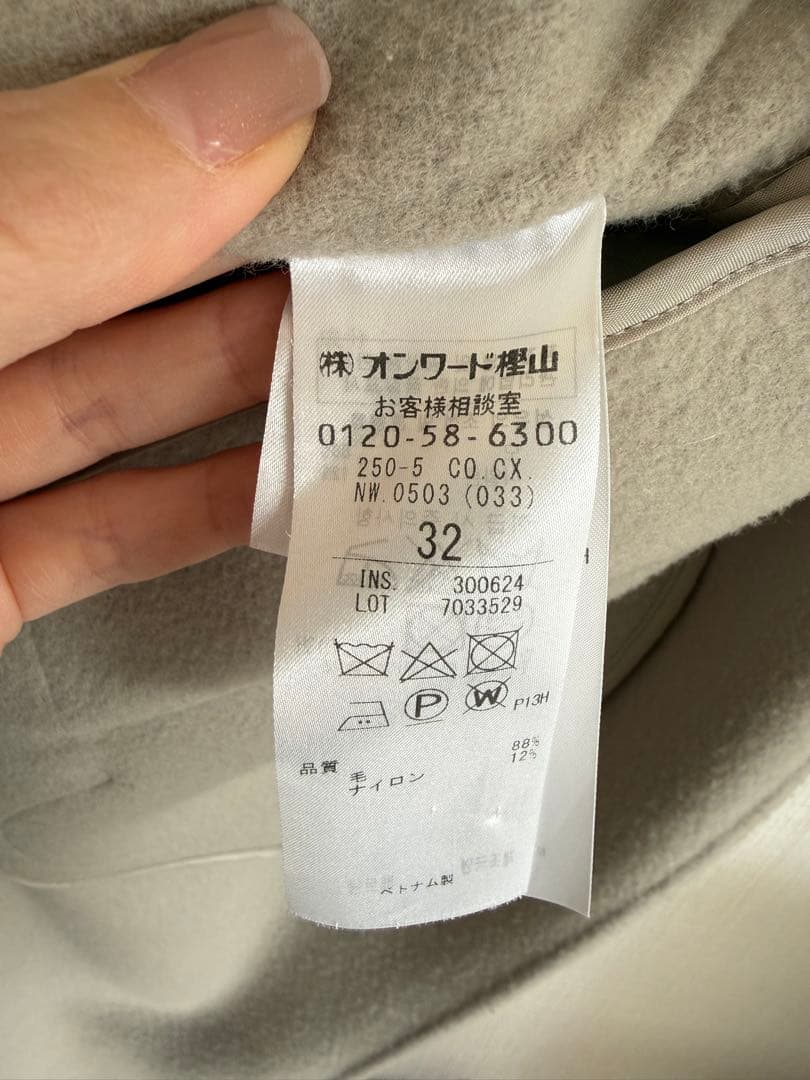 (株)オンワード樫山
お客様相談室
0120-58-6300
250-5 CO.CX.
NW.0503(033)
32
INS. 300624
LOT 7033529
P W P13H
品質 毛 88%
ナイロン 12%
ベトナム製